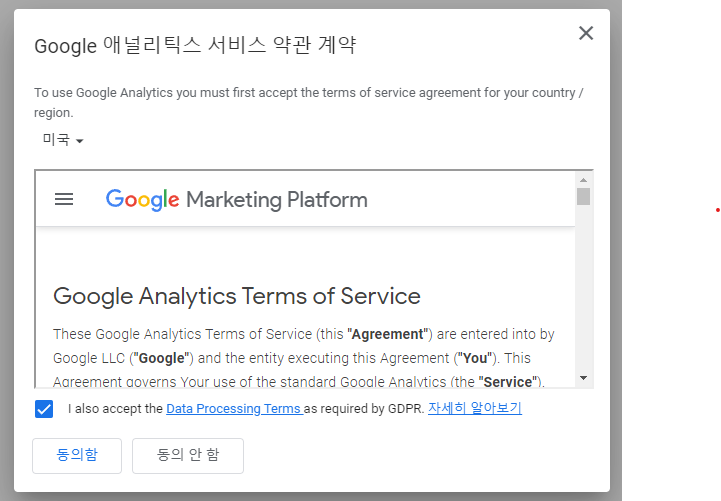 Google 애널리틱스 서비스 약관 계약
To use Google Analytics you must first accept the terms of service agreement for your country /
region.
미국
Google Marketing Platform
Google Analytics Terms of Service
These Google Analytics Terms of Service (this "Agreement") are entered into by
Google LLC ("Google") and the entity executing this Agreement ("You"). This
Agreement governs Your use of the standard Google Analytics (the "Service").
I also accept the Data Processing Terms as required by GDPR. 자세히 알아보기
동의함 동의 안 함